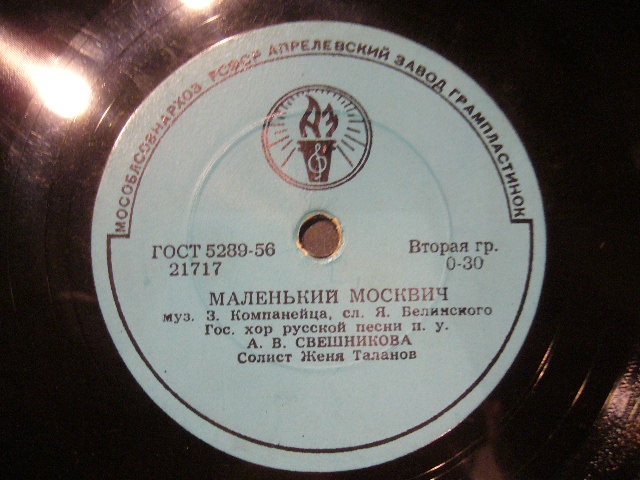 МОСОБЛСОВНАРХОЗ РСФСР АПРЕЛЕВСКИЙ ЗАВОД ГРАМПЛАСТИНОК
АЗ
ГОСТ 5289-56
21717
Вторая гр.
0-30
МАЛЕНЬКИЙ МОСКВИЧ
муз. З. Компанейца, сл. Я. Белинского
Гос. хор русской песни п. у.
А. В. СВЕШНИКОВА
Солист Женя Таланов